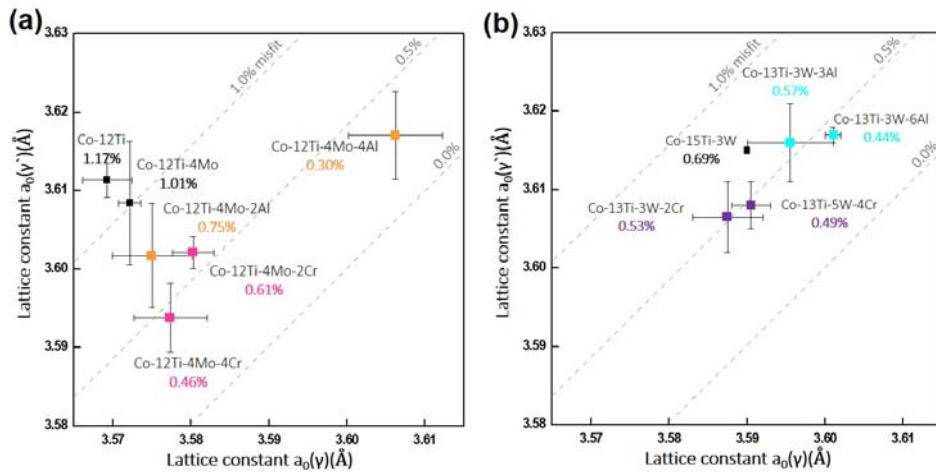 (a)
3.63
3.62
3.61
3.60
3.59
3.58
Lattice constant a₀(γ`)(Å)
1.0% misfit
0.5%
0.0%
Co-12Ti
1.17%
Co-12Ti-4Mo
1.01%
Co-12Ti-4Mo-4Al
0.30%
Co-12Ti-4Mo-2Al
0.75%
Co-12Ti-4Mo-2Cr
0.61%
Co-12Ti-4Mo-4Cr
0.46%
3.57 3.58 3.59 3.60 3.61
Lattice constant a₀(γ)(Å)
(b)
3.63
3.62
3.61
3.60
3.59
3.58
Lattice constant a₀(γ`)(Å)
1.0% misfit
0.5%
0.0%
Co-13Ti-3W-3Al
0.57%
Co-13Ti-3W-6Al
0.44%
Co-15Ti-3W
0.69%
Co-13Ti-3W-2Cr
0.53%
Co-13Ti-5W-4Cr
0.49%
3.57 3.58 3.59 3.60 3.61
Lattice constant a₀(γ)(Å)